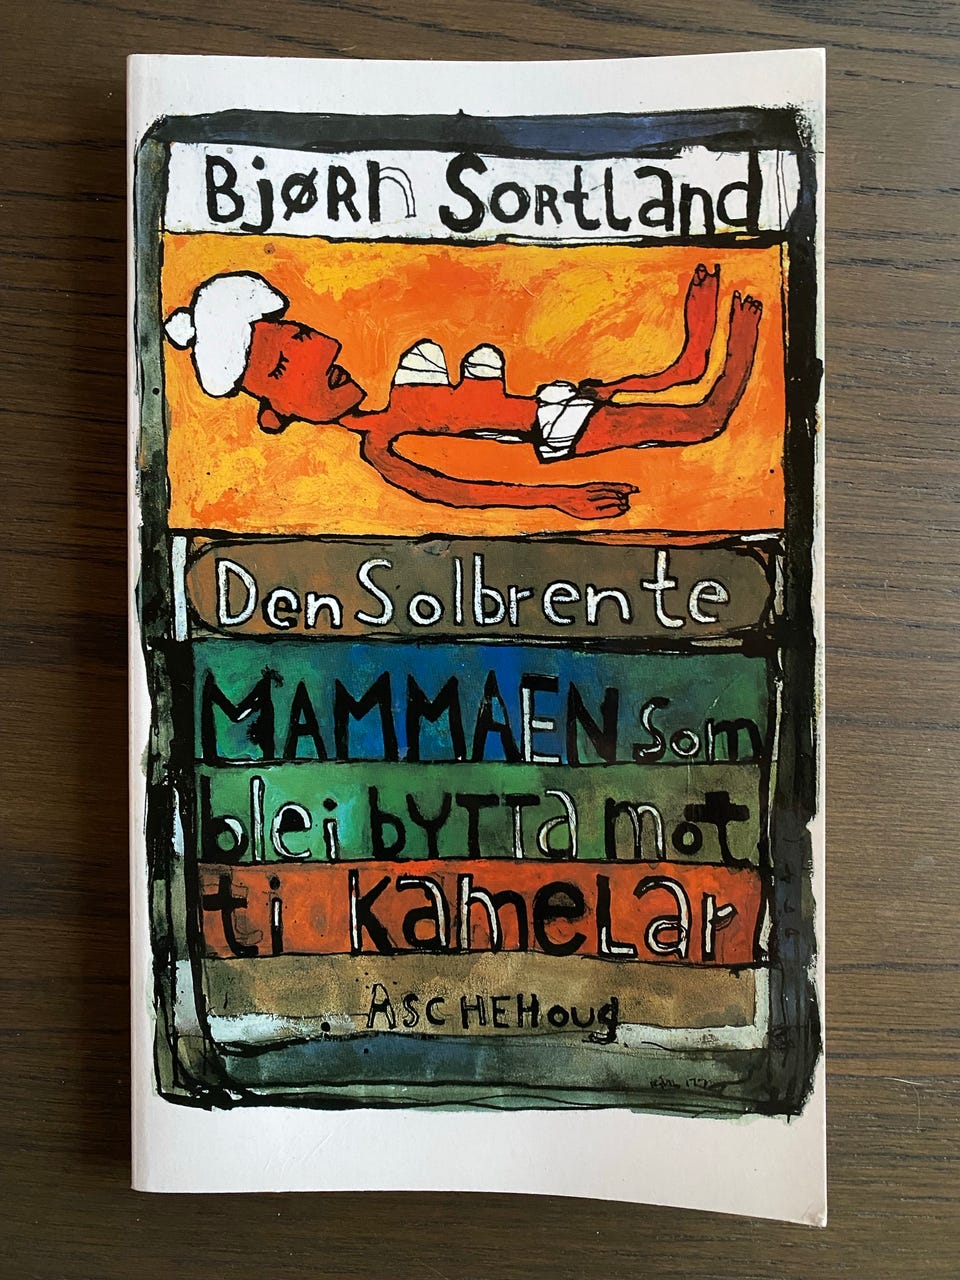 Bjørn Sortland
Den Solbrente
MAMMAEN som
blei bytta mot
ti kamelar
ASCHEHOUG